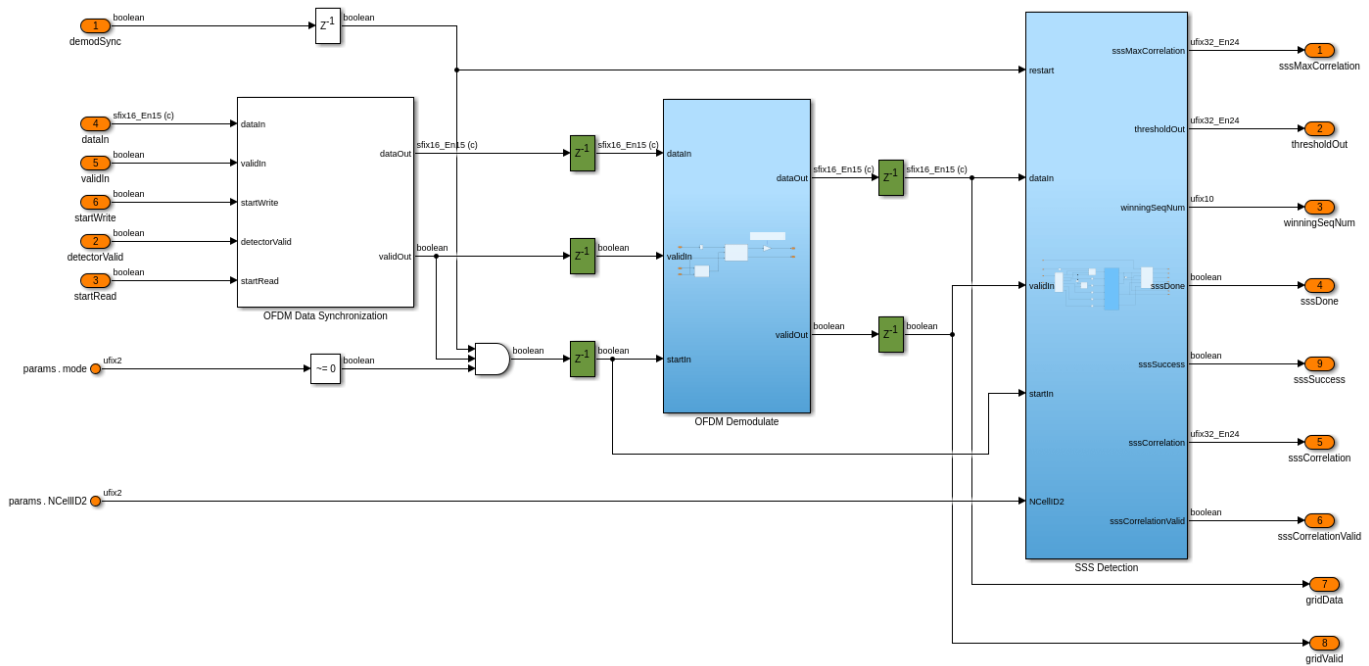 boolean
1
demodSync
Z-1
boolean
sfix16_En15 (c)
4
dataIn
boolean
5
validIn
boolean
6
startWrite
boolean
2
detectorValid
boolean
3
startRead
dataIn
validIn
startWrite
detectorValid
startRead
dataOut
validOut
OFDM Data Synchronization
sfix16_En15 (c)
boolean
params . mode
ufix2
~= 0
boolean
boolean
params . NCellID2
ufix2
Z-1
sfix16_En15 (c)
Z-1
boolean
Z-1
boolean
dataIn
validIn
startIn
dataOut
validOut
OFDM Demodulate
sfix16_En15 (c)
Z-1
sfix16_En15 (c)
boolean
Z-1
boolean
restart
dataIn
validIn
startIn
NCellID2
sssMaxCorrelation
thresholdOut
winningSeqNum
sssDone
sssSuccess
sssCorrelation
sssCorrelationValid
SSS Detection
ufix32_En24
1
sssMaxCorrelation
ufix32_En24
2
thresholdOut
ufix10
3
winningSeqNum
boolean
4
sssDone
boolean
9
sssSuccess
ufix32_En24
5
sssCorrelation
boolean
6
sssCorrelationValid
7
gridData
8
gridValid